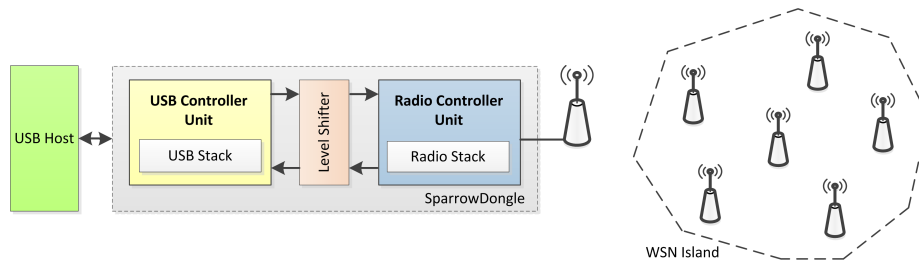 USB Host
USB Controller
Unit
USB Stack
Level Shifter
Radio Controller
Unit
Radio Stack
SparrowDongle
WSN Island